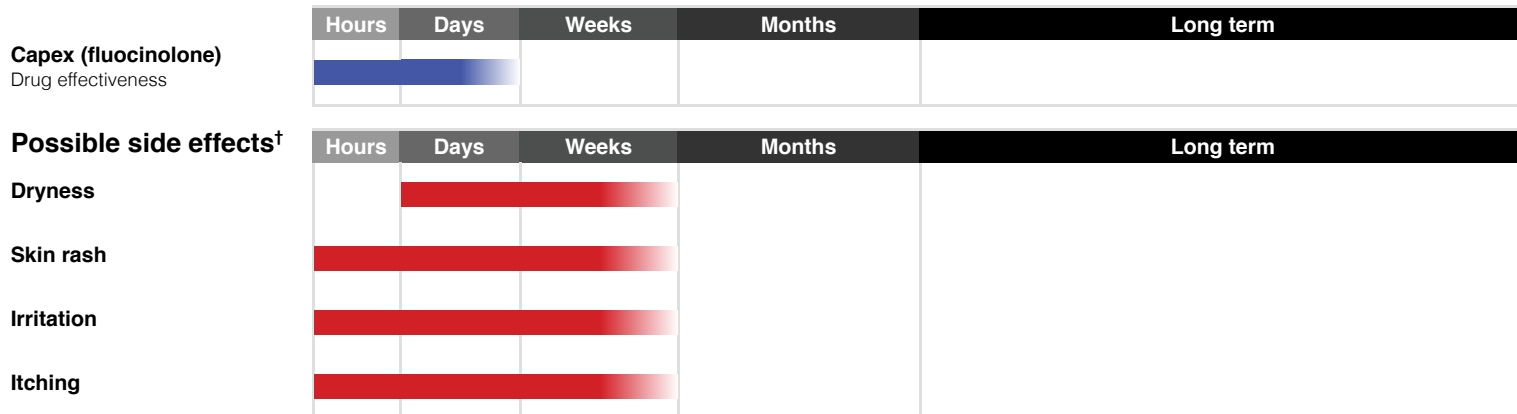 Hours Days Weeks Months Long term
Capex (fluocinolone)
Drug effectiveness
Possible side effects† Hours Days Weeks Months Long term
Dryness
Skin rash
Irritation
Itching